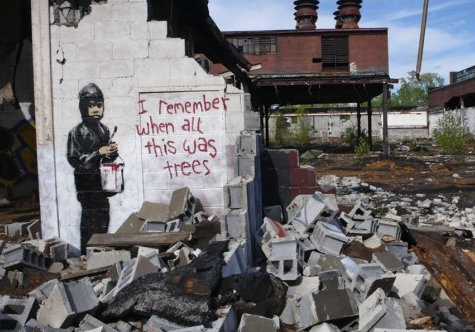 I remember
when all
this was
trees